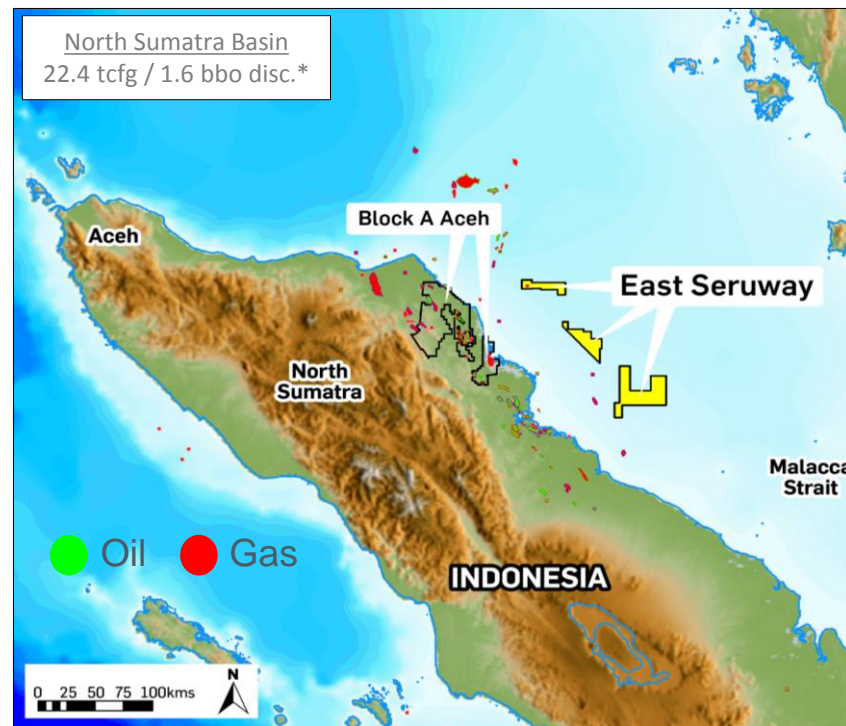 North Sumatra Basin
22.4 tcfg / 1.6 bbo disc.*
Block A Aceh
Aceh
East Seruway
North
Sumatra
Malacca
Strait
Oil
Gas
INDONESIA
N
0 25 50 75 100kms